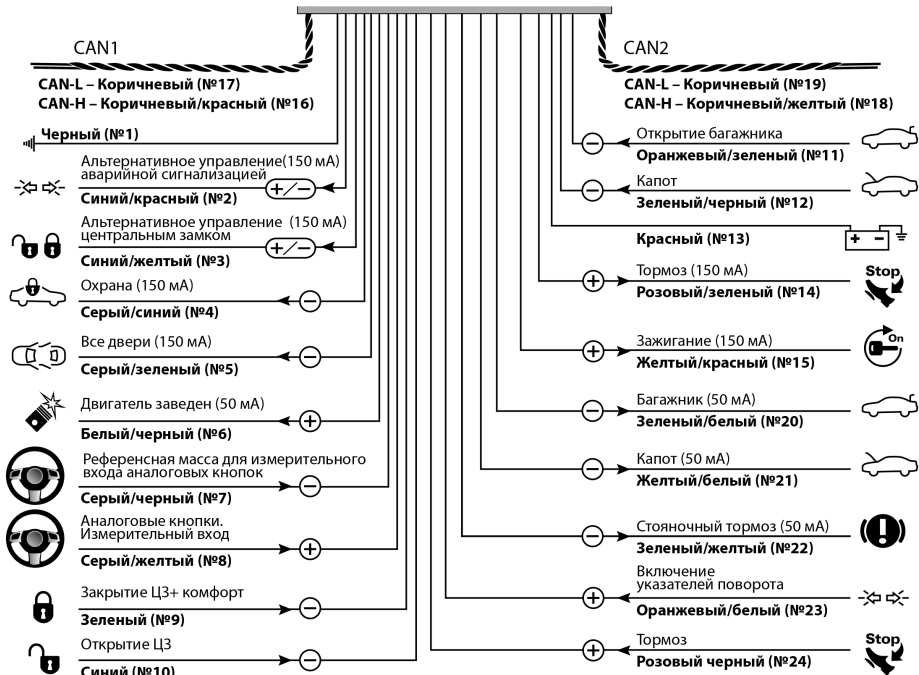 CAN1
CAN-L – Коричневый (№17)
CAN-H – Коричневый/красный (№16)
Черный (№1)
Альтернативное управление(150 мА)
аварийной сигнализацией
Синий/красный (№2)
+/−
Альтернативное управление (150 мА)
центральным замком
Синий/желтый (№3)
+/−
Охрана (150 мА)
Серый/синий (№4)
−
Все двери (150 мА)
Серый/зеленый (№5)
−
Двигатель заведен (50 мА)
Белый/черный (№6)
+
Референсная масса для измерительного
входа аналоговых кнопок
Серый/черный (№7)
−
Аналоговые кнопки.
Измерительный вход
Серый/желтый (№8)
+
Закрытие ЦЗ+ комфорт
Зеленый (№9)
−
Открытие ЦЗ
Синий (№10)
−
CAN2
CAN-L – Коричневый (№19)
CAN-H – Коричневый/желтый (№18)
−
Открытие багажника
Оранжевый/зеленый (№11)
−
Капот
Зеленый/черный (№12)
Красный (№13)
+ −
+
Тормоз (150 мА)
Розовый/зеленый (№14)
Stop
+
Зажигание (150 мА)
Желтый/красный (№15)
On
−
Багажник (50 мА)
Зеленый/белый (№20)
−
Капот (50 мА)
Желтый/белый (№21)
−
Стояночный тормоз (50 мА)
Зеленый/желтый (№22)
!
Включение
указателей поворота
+
Оранжевый/белый (№23)
+
Тормоз
Розовый черный (№24)
Stop